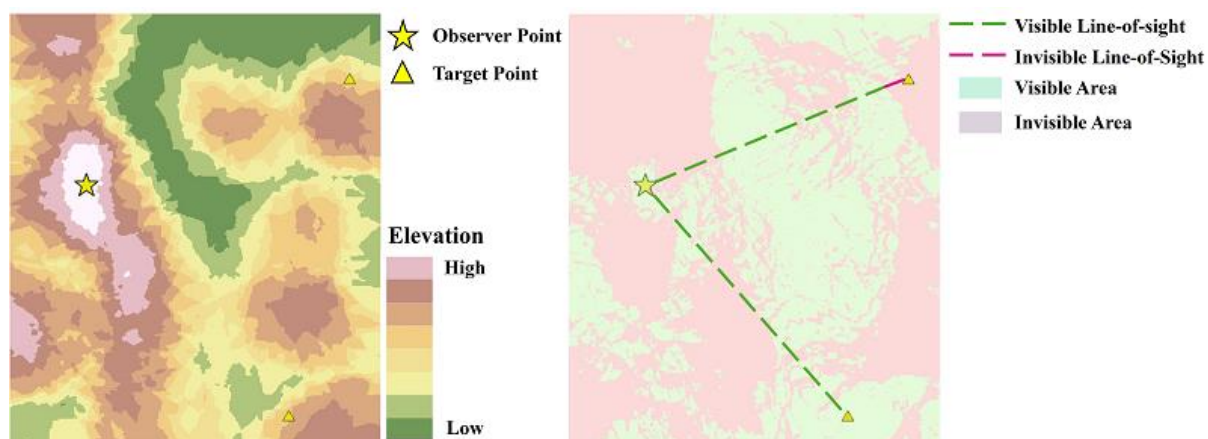 Observer Point
Target Point
Elevation
High
Low
Visible Line-of-sight
Invisible Line-of-Sight
Visible Area
Invisible Area